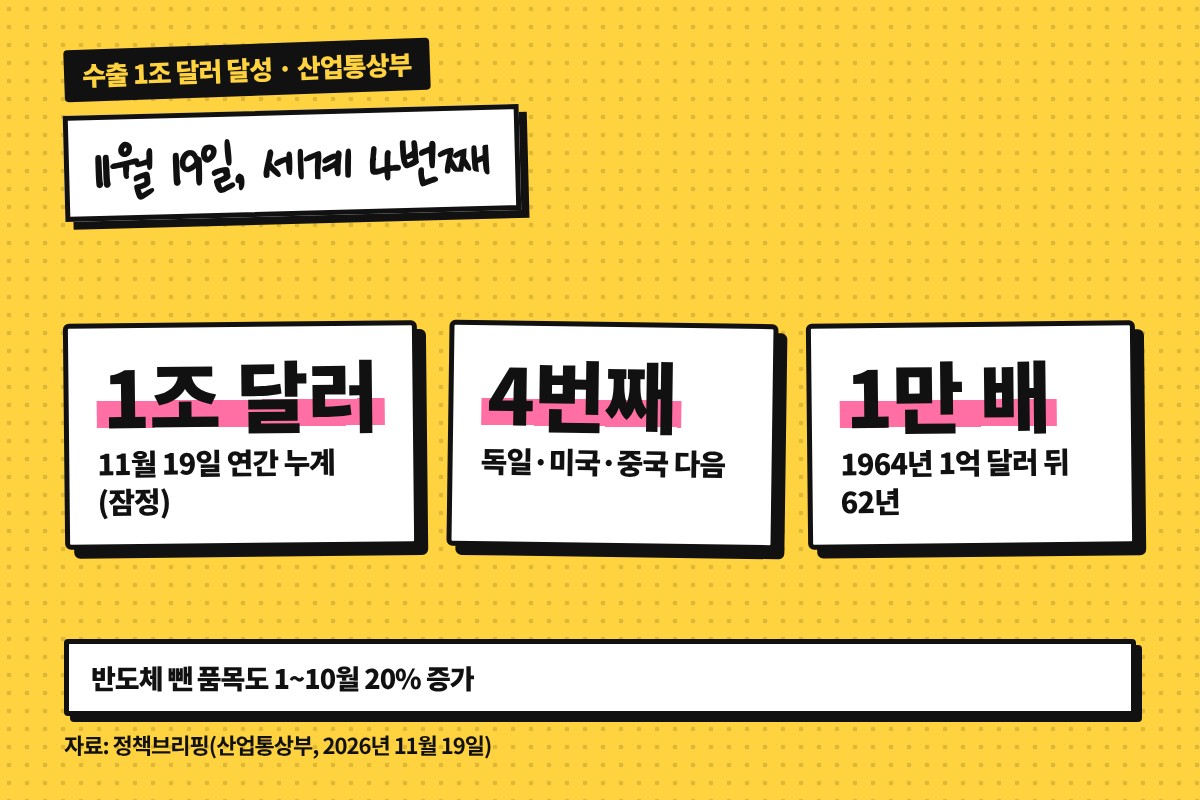 수출 1조 달러 달성 · 산업통상부
11월 19일, 세계 4번째
1조 달러
11월 19일 연간 누계
(잠정)
4번째
독일·미국·중국 다음
1만 배
1964년 1억 달러 뒤
62년
반도체 뺀 품목도 1~10월 20% 증가
자료: 정책브리핑(산업통상부, 2026년 11월 19일)